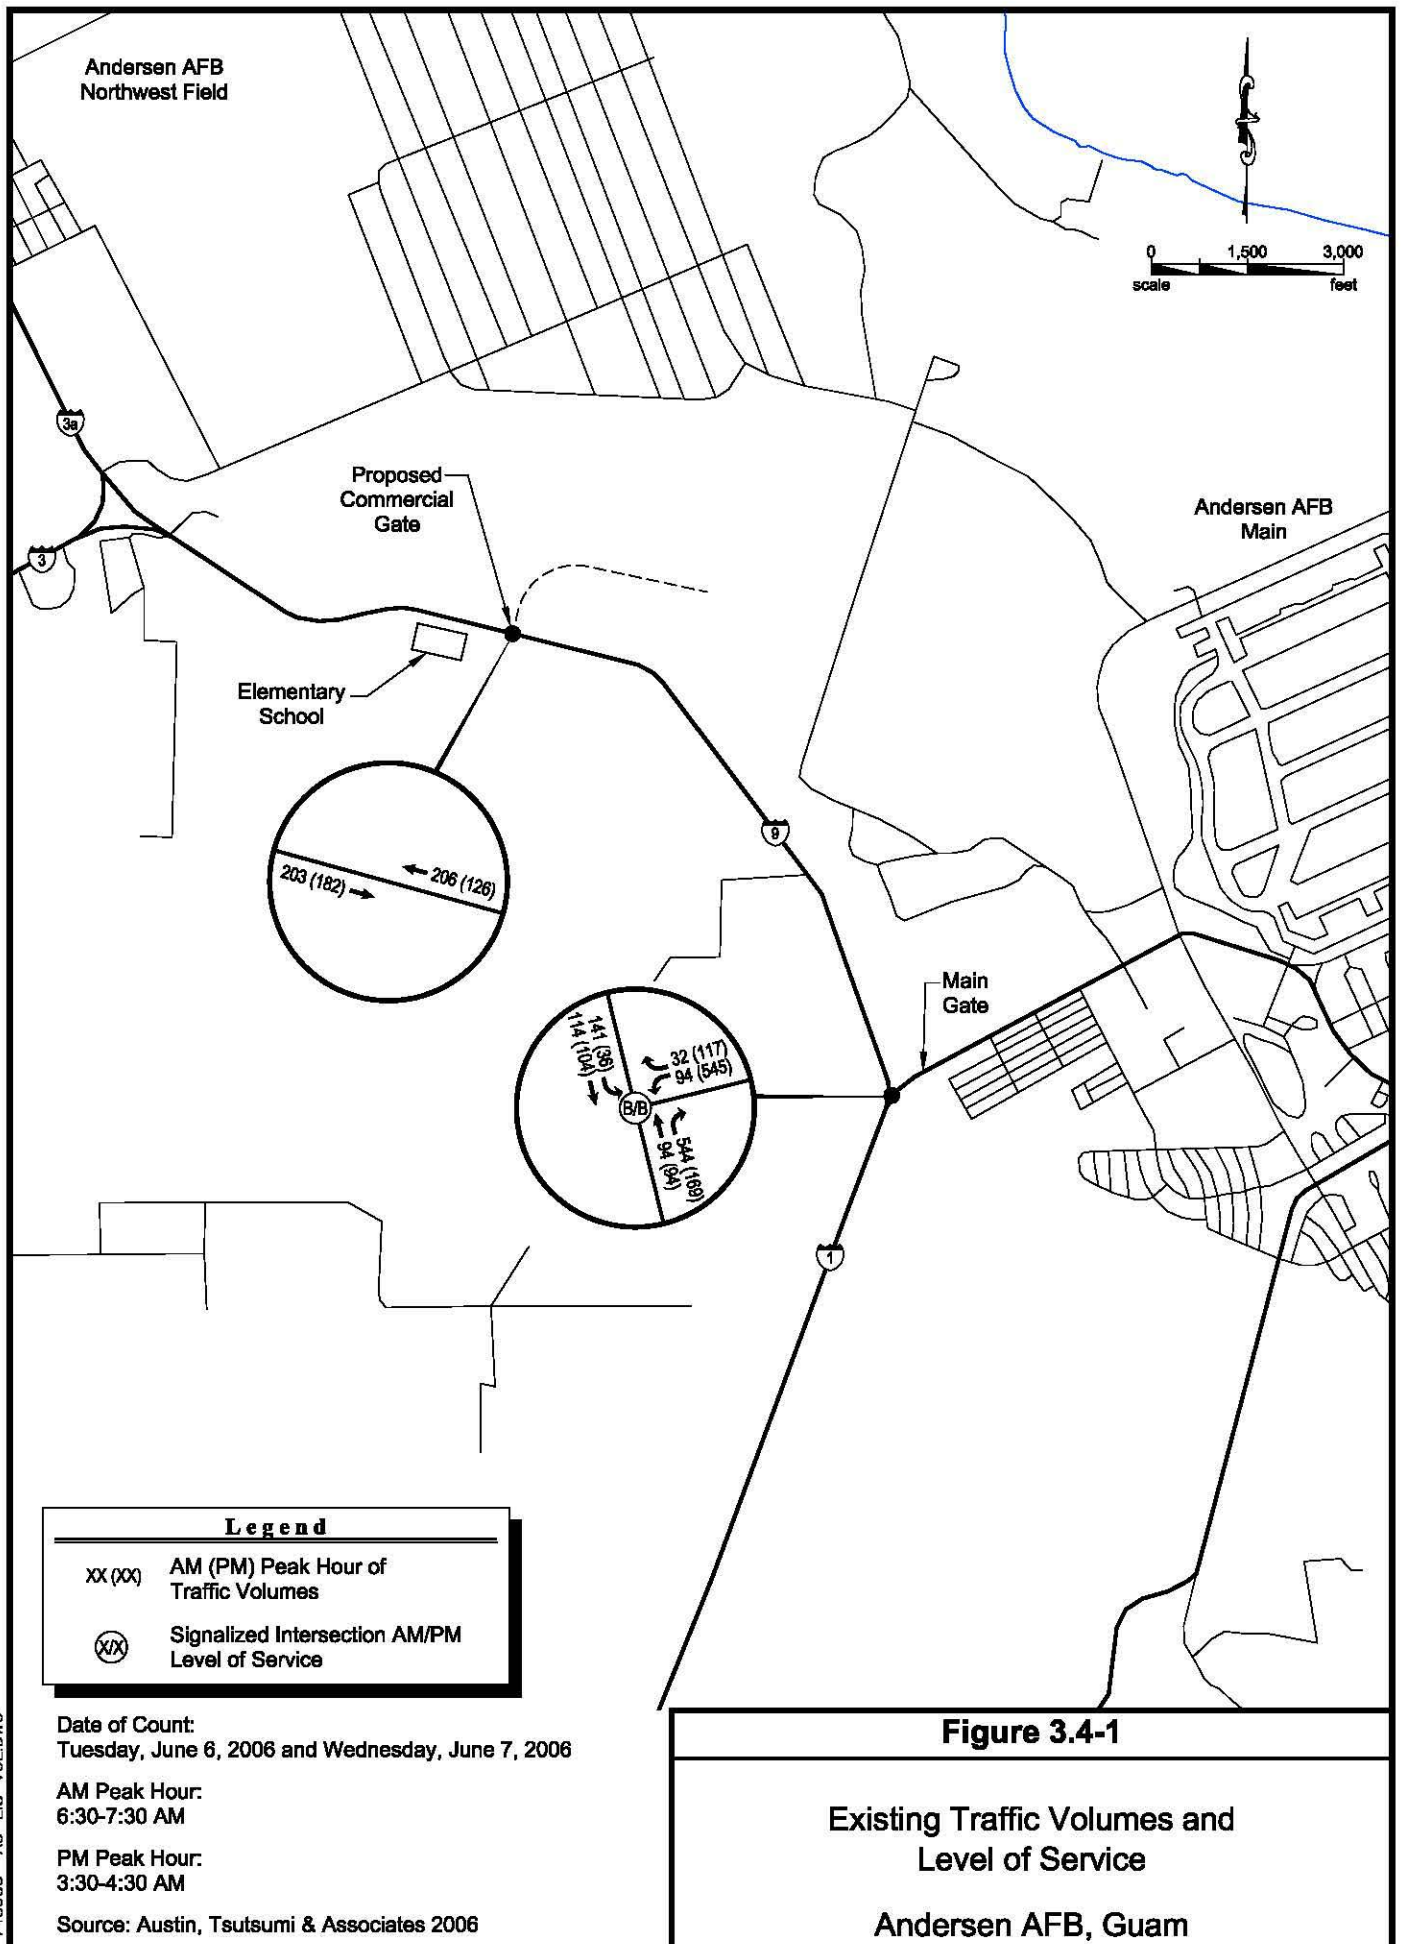 Andersen AFB
Northwest Field
0 1,500 3,000
scale feet
3a
Proposed
Commercial
Gate
Andersen AFB
Main
3
Elementary
School
9
203 (182)
206 (126)
Main
Gate
141 (36)
114 (104)
32 (117)
94 (545)
B/B
544 (169)
94 (94)
1
Legend
XX (XX) AM (PM) Peak Hour of
Traffic Volumes
X/X Signalized Intersection AM/PM
Level of Service
Date of Count:
Tuesday, June 6, 2006 and Wednesday, June 7, 2006
AM Peak Hour:
6:30-7:30 AM
PM Peak Hour:
3:30-4:30 AM
Source: Austin, Tsutsumi & Associates 2006
Figure 3.4-1
Existing Traffic Volumes and
Level of Service
Andersen AFB, Guam